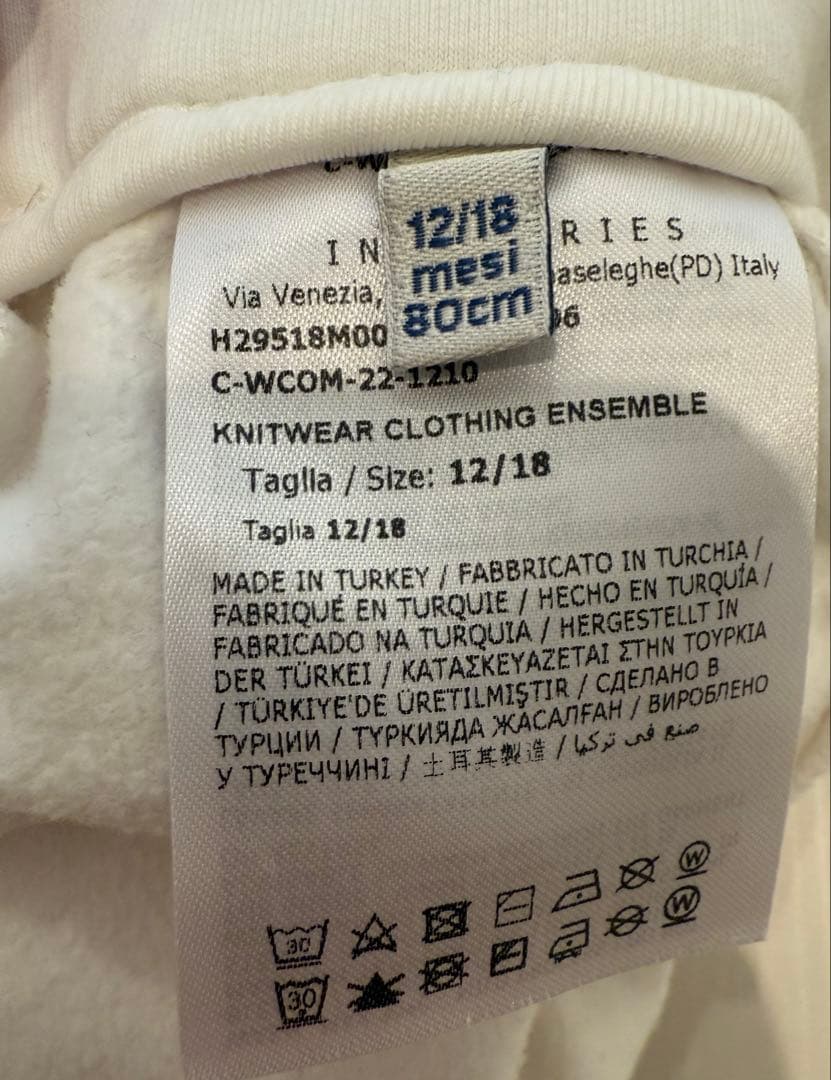 12/18
mesi
80cm
RIES
Via Venezia, aseleghe(PD) Italy
H29518M00 96
C-WCOM-22-1210
KNITWEAR CLOTHING ENSEMBLE
Taglia / Size: 12/18
Taglia 12/18
MADE IN TURKEY / FABBRICATO IN TURCHIA /
FABRIQUÉ EN TURQUIE / HECHO EN TURQUÍA /
FABRICADO NA TURQUIA / HERGESTELLT IN
DER TÜRKEI / ΚΑΤΑΣΚΕΥΑΖΕΤΑΙ ΣΤΗΝ ΤΟΥΡΚΙΑ
/ TÜRKIYE'DE ÜRETILMIŞTIR / СДЕЛАНО В
ТУРЦИИ / ТҮРКИЯДА ЖАСАЛҒАН / ВИРОБЛЕНО
У ТУРЕЧЧИНІ / 土耳其製造 / صنع في تركيا
30 W
30 W